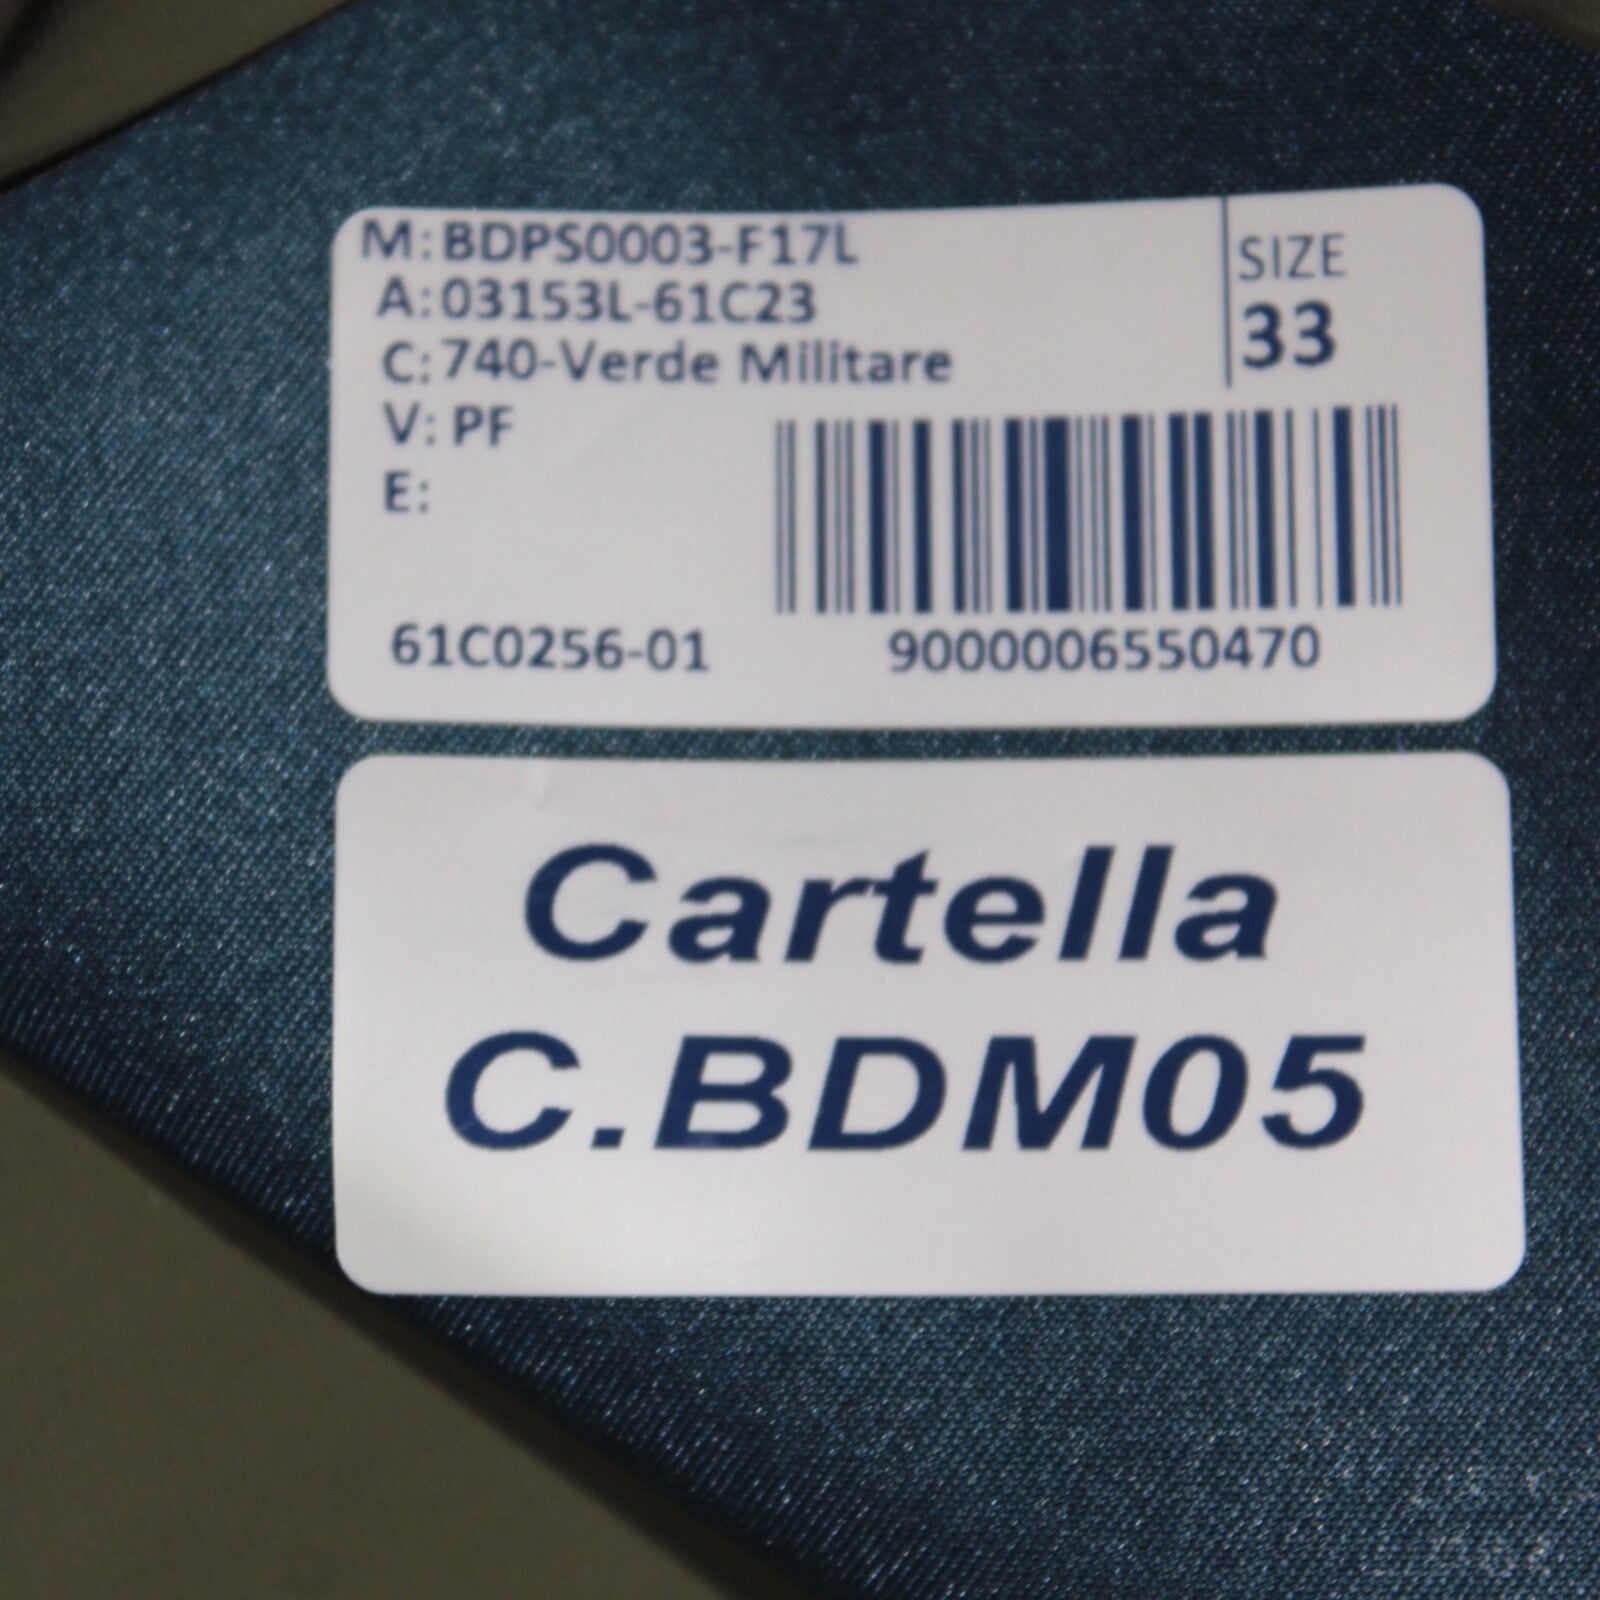 M: BDPS0003-F17L
A: 03153L-61C23
C: 740-Verde Militare
V: PF
E:
SIZE
33
61C0256-01
9000006550470
Cartella
C.BDM05